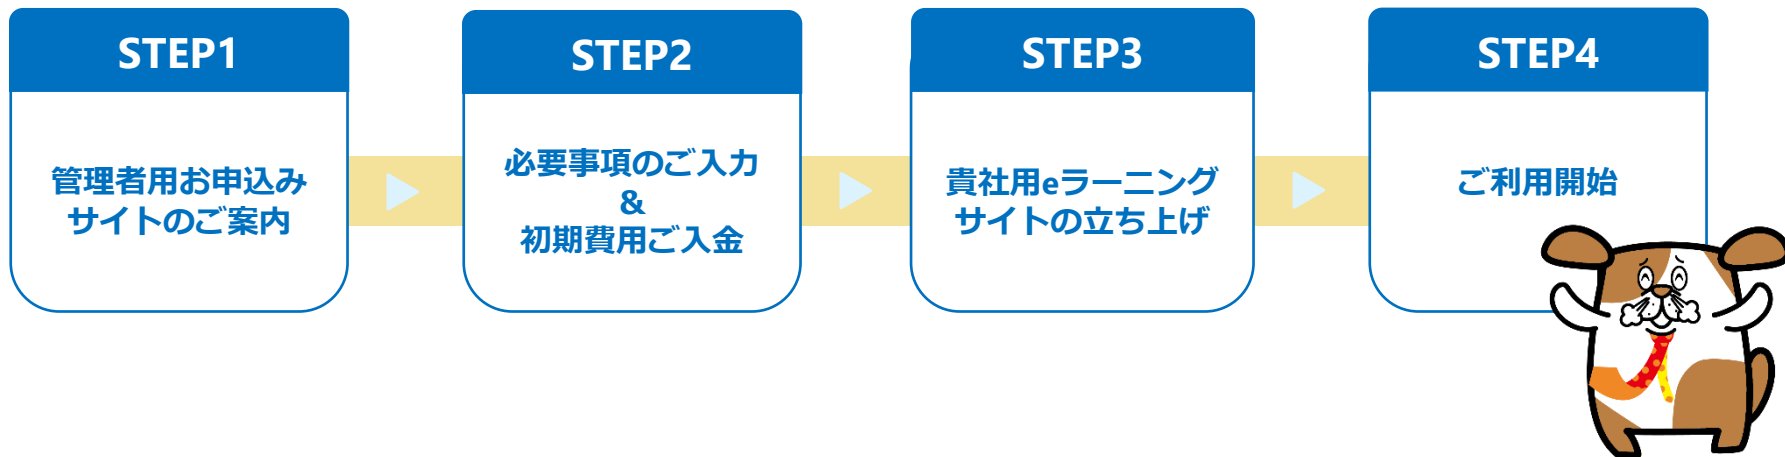 STEP1
管理者用お申込み
サイトのご案内
STEP2
必要事項のご入力
&
初期費用ご入金
STEP3
貴社用eラーニング
サイトの立ち上げ
STEP4
ご利用開始